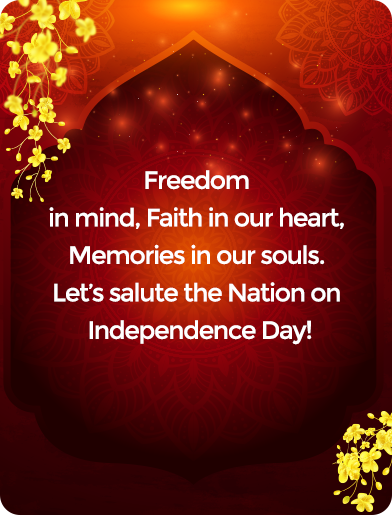 Freedom
in mind, Faith in our heart,
Memories in our souls.
Let’s salute the Nation on
Independence Day!